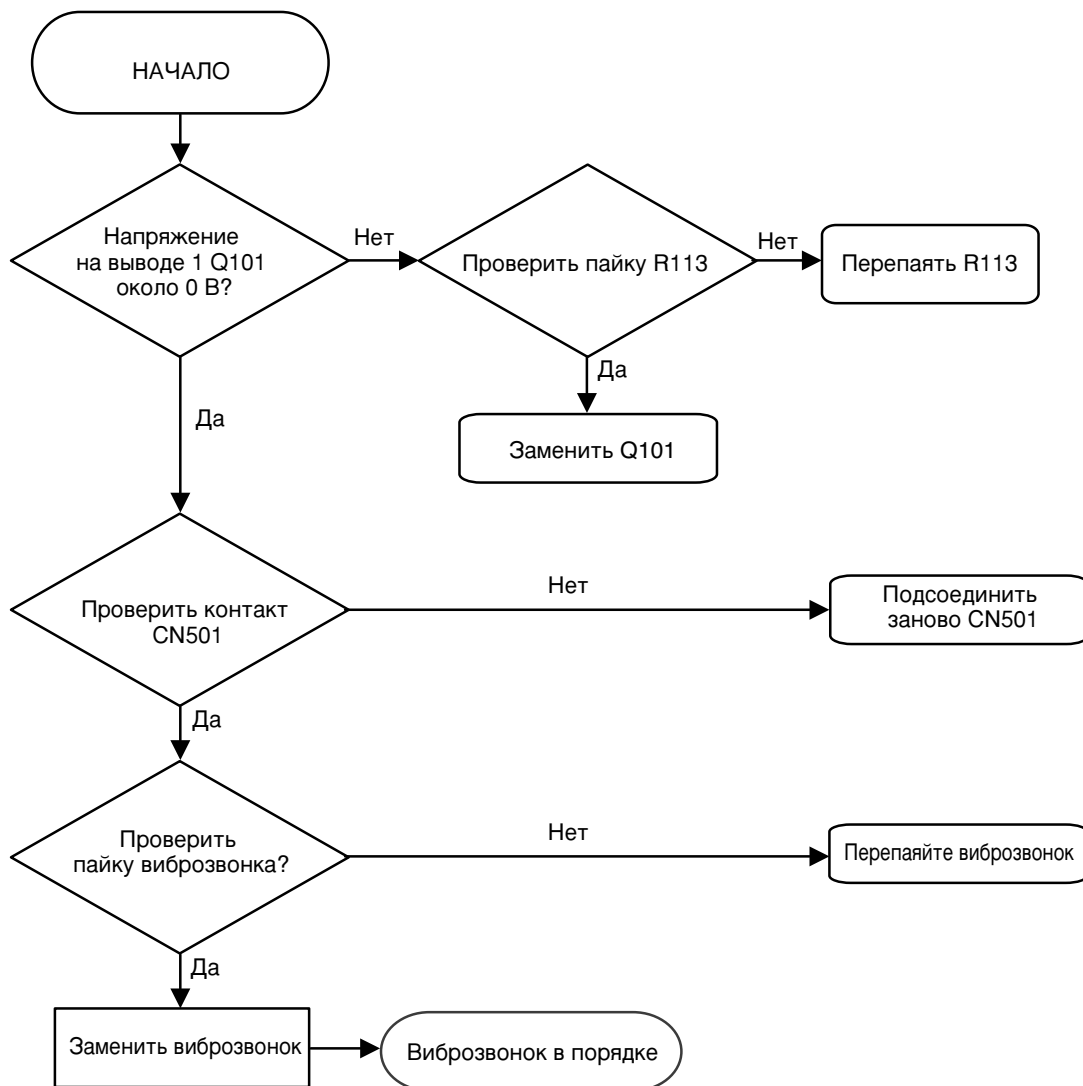 НАЧАЛО
Напряжение
на выводе 1 Q101
около 0 В?
Нет
Проверить пайку R113
Нет
Перепаять R113
Да
Заменить Q101
Да
Проверить контакт
CN501
Нет
Подсоединить
заново CN501
Да
Проверить
пайку виброзвонка?
Нет
Перепаяйте виброзвонок
Да
Заменить виброзвонок
Виброзвонок в порядке